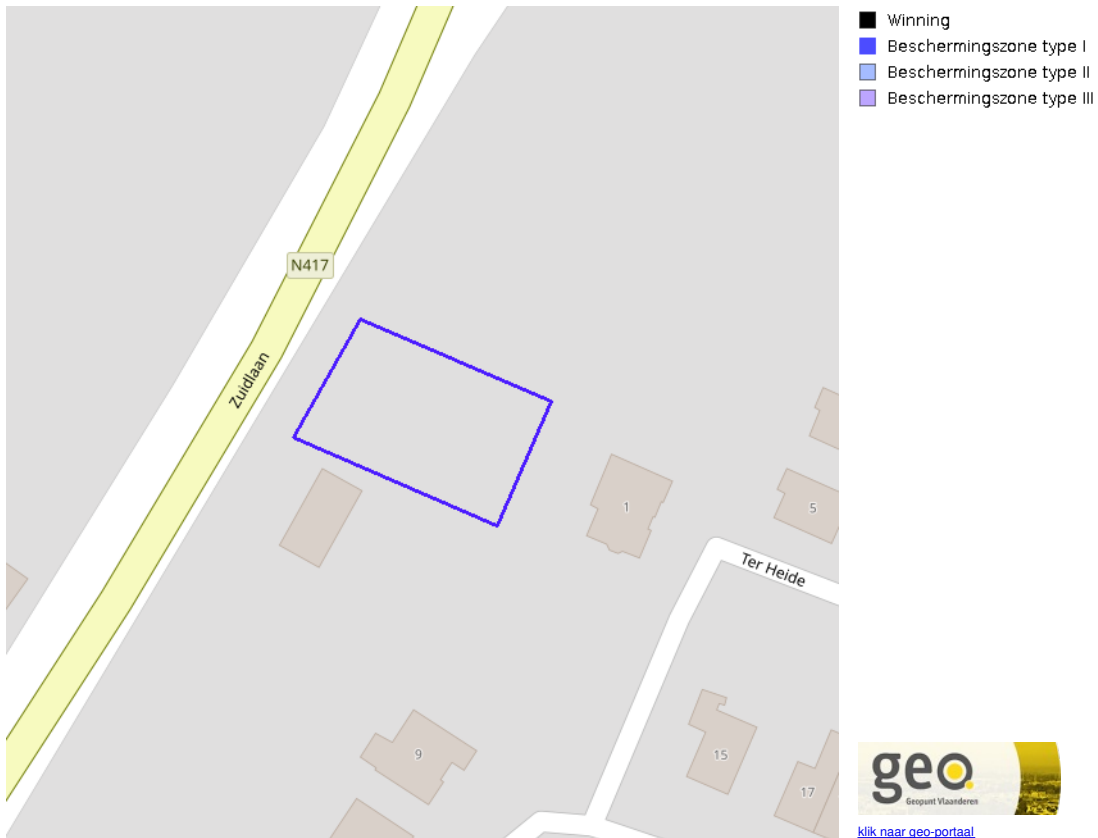 Winning
Beschermingszone type I
Beschermingszone type II
Beschermingszone type III
N417
Zuidlaan
1
5
Ter Heide
9
15
17
geo
Geopunt Vlaanderen
klik naar geo-portaal